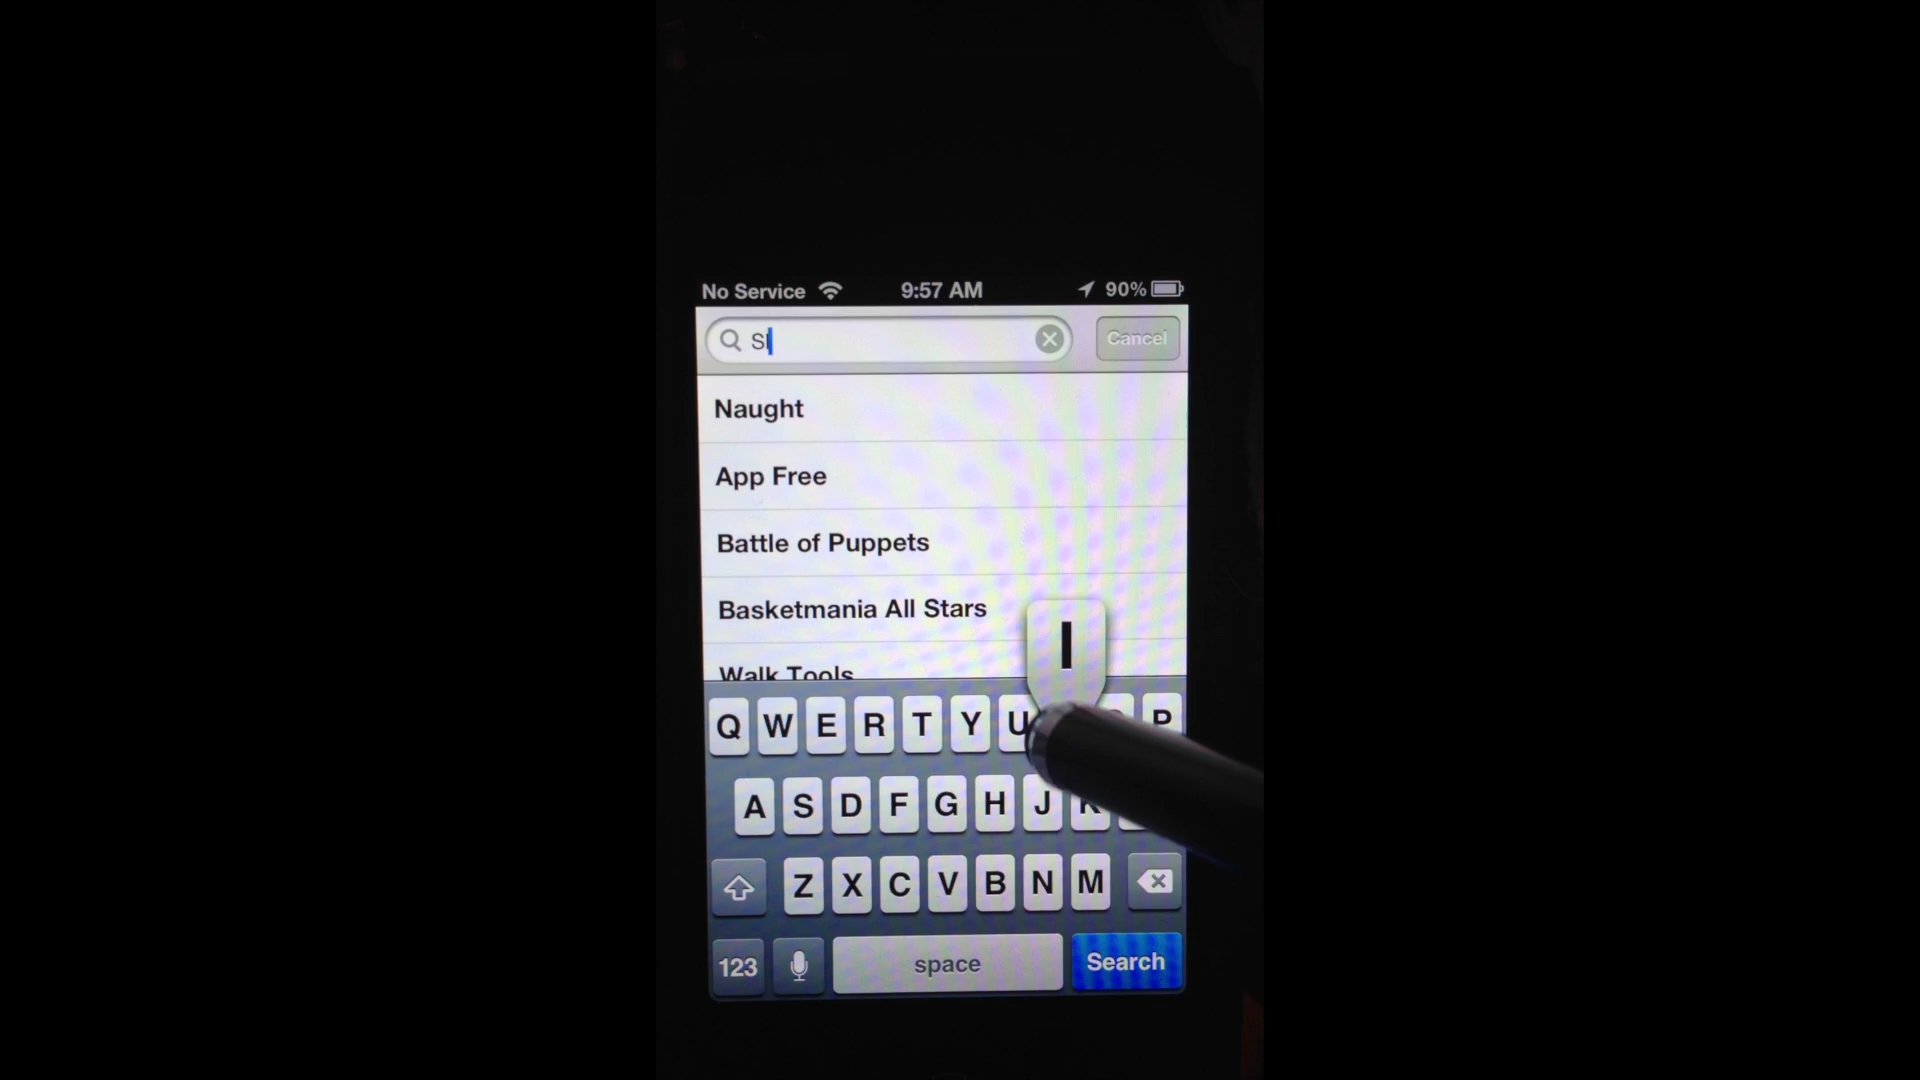 No Service 9:57 AM 90%
SI Cancel
Naught
App Free
Battle of Puppets
Basketmania All Stars
Walk Tools
I
Q W E R T Y U P
A S D F G H J K
Z X C V B N M
123 space Search